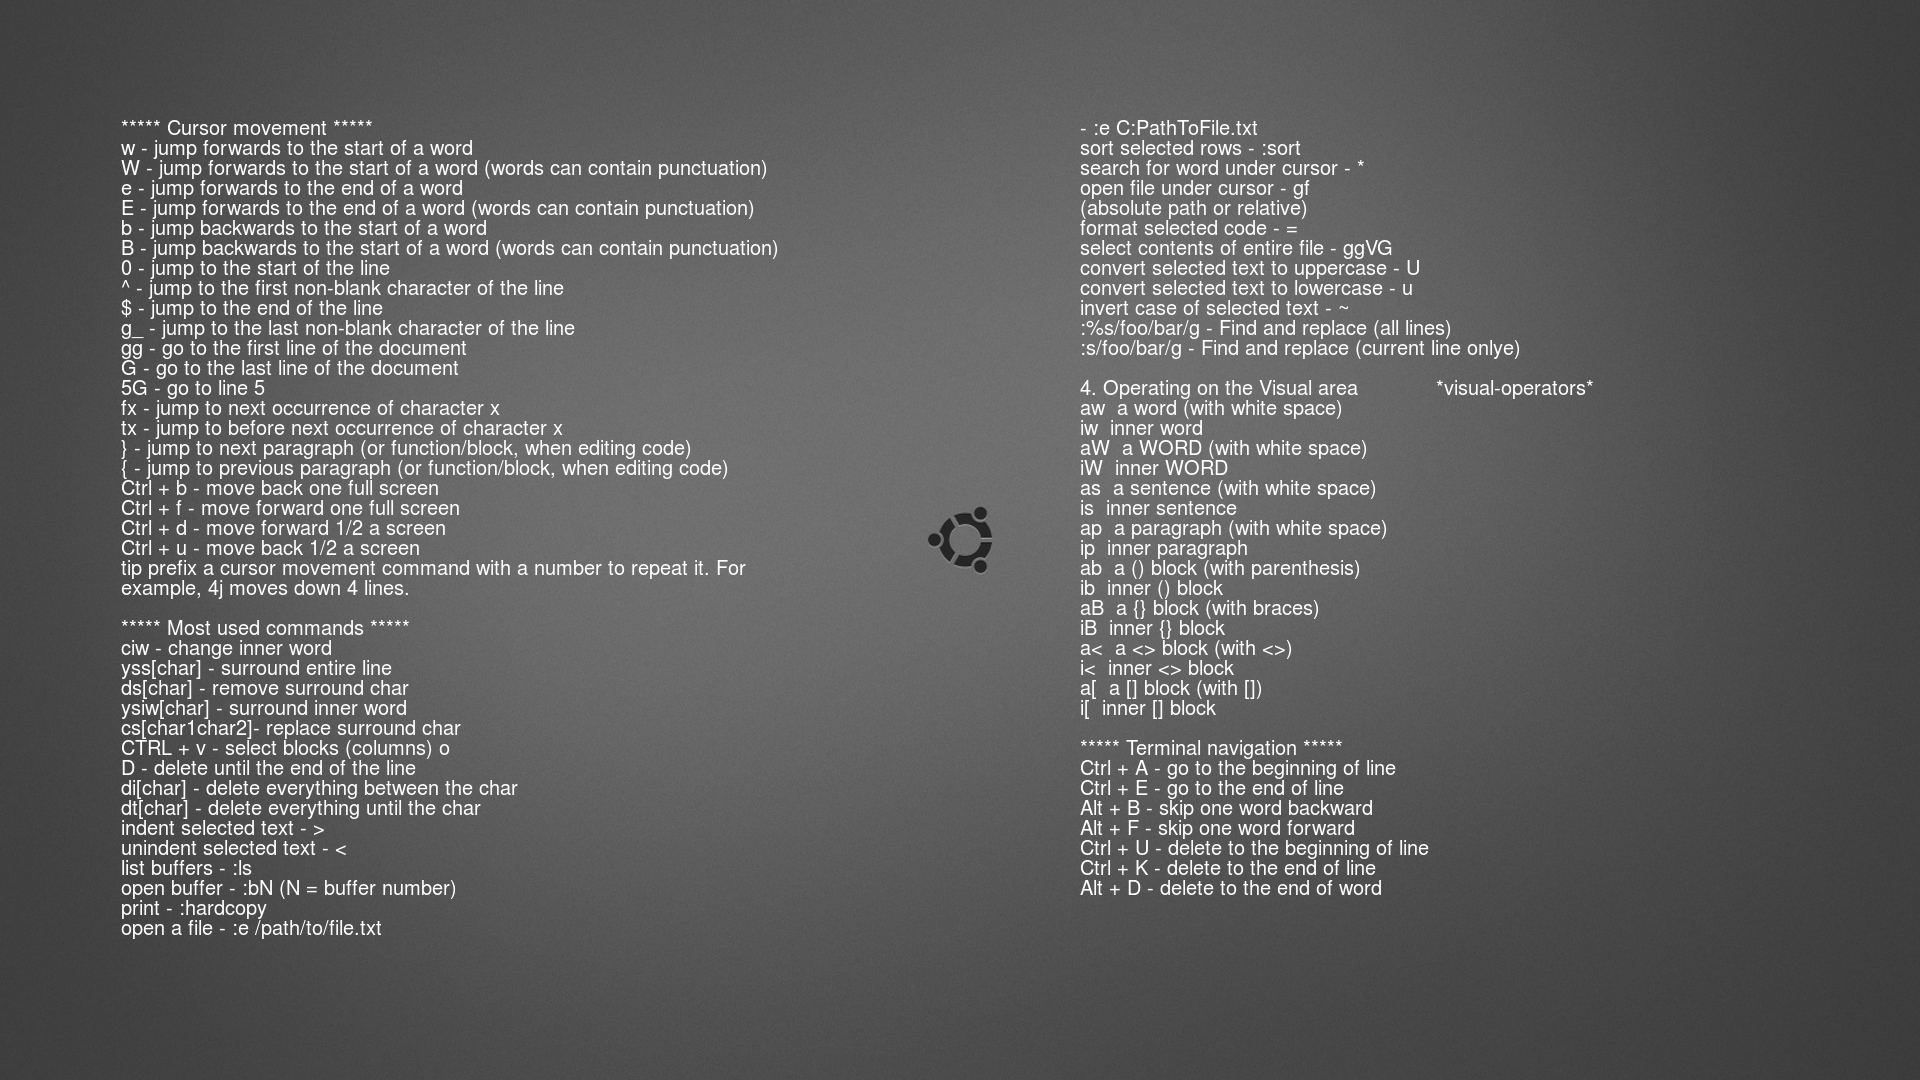 ***** Cursor movement *****
w - jump forwards to the start of a word
W - jump forwards to the start of a word (words can contain punctuation)
e - jump forwards to the end of a word
E - jump forwards to the end of a word (words can contain punctuation)
b - jump backwards to the start of a word
B - jump backwards to the start of a word (words can contain punctuation)
0 - jump to the start of the line
^ - jump to the first non-blank character of the line
$ - jump to the end of the line
g_ - jump to the last non-blank character of the line
gg - go to the first line of the document
G - go to the last line of the document
5G - go to line 5
fx - jump to next occurrence of character x
tx - jump to before next occurrence of character x
} - jump to next paragraph (or function/block, when editing code)
{ - jump to previous paragraph (or function/block, when editing code)
Ctrl + b - move back one full screen
Ctrl + f - move forward one full screen
Ctrl + d - move forward 1/2 a screen
Ctrl + u - move back 1/2 a screen
tip prefix a cursor movement command with a number to repeat it. For
example, 4j moves down 4 lines.

***** Most used commands *****
ciw - change inner word
yss[char] - surround entire line
ds[char] - remove surround char
ysiw[char] - surround inner word
cs[char1char2]- replace surround char
CTRL + v - select blocks (columns) o
D - delete until the end of the line
di[char] - delete everything between the char
dt[char] - delete everything until the char
indent selected text - >
unindent selected text - <
list buffers - :ls
open buffer - :bN (N = buffer number)
print - :hardcopy
open a file - :e /path/to/file.txt
- :e C:PathToFile.txt
sort selected rows - :sort
search for word under cursor - *
open file under cursor - gf
(absolute path or relative)
format selected code - =
select contents of entire file - ggVG
convert selected text to uppercase - U
convert selected text to lowercase - u
invert case of selected text - ~
:%s/foo/bar/g - Find and replace (all lines)
:s/foo/bar/g - Find and replace (current line onlye)

4. Operating on the Visual area *visual-operators*
aw a word (with white space)
iw inner word
aW a WORD (with white space)
iW inner WORD
as a sentence (with white space)
is inner sentence
ap a paragraph (with white space)
ip inner paragraph
ab a () block (with parenthesis)
ib inner () block
aB a {} block (with braces)
iB inner {} block
a< a <> block (with <>)
i< inner <> block
a[ a [] block (with [])
i[ inner [] block

***** Terminal navigation *****
Ctrl + A - go to the beginning of line
Ctrl + E - go to the end of line
Alt + B - skip one word backward
Alt + F - skip one word forward
Ctrl + U - delete to the beginning of line
Ctrl + K - delete to the end of line
Alt + D - delete to the end of word